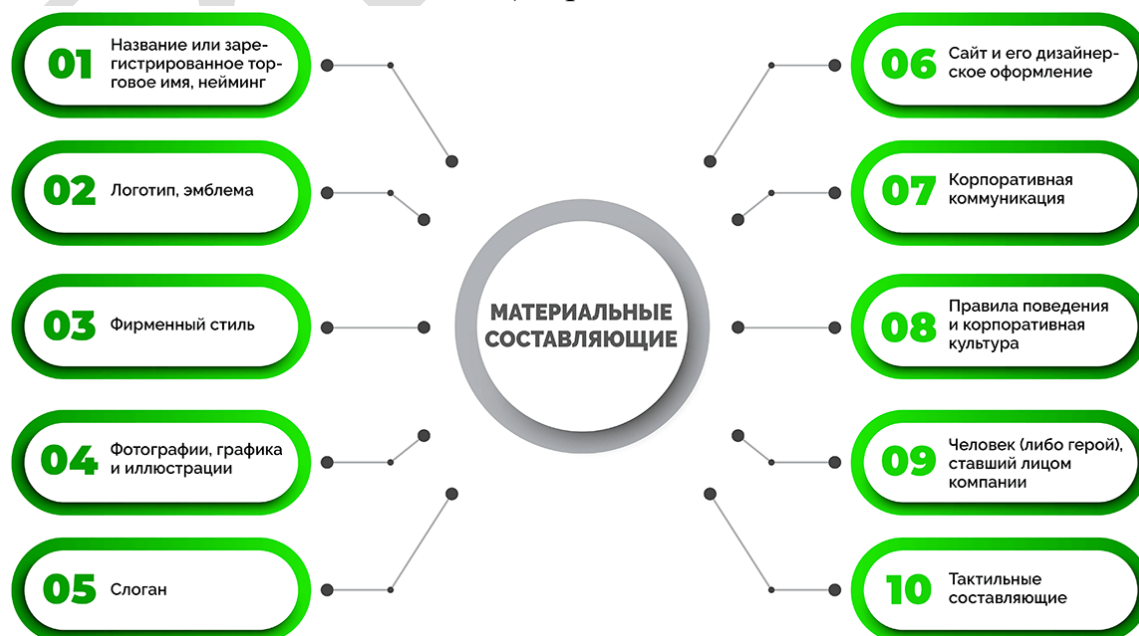 01
Название или заре-
гистрированное тор-
говое имя, нейминг
02
Логотип, эмблема
03
Фирменный стиль
04
Фотографии, графика
и иллюстрации
05
Слоган
МАТЕРИАЛЬНЫЕ
СОСТАВЛЯЮЩИЕ
06
Сайт и его дизайнер-
ское оформление
07
Корпоративная
коммуникация
08
Правила поведения
и корпоративная
культура
09
Человек (либо герой),
ставший лицом
компании
10
Тактильные
составляющие